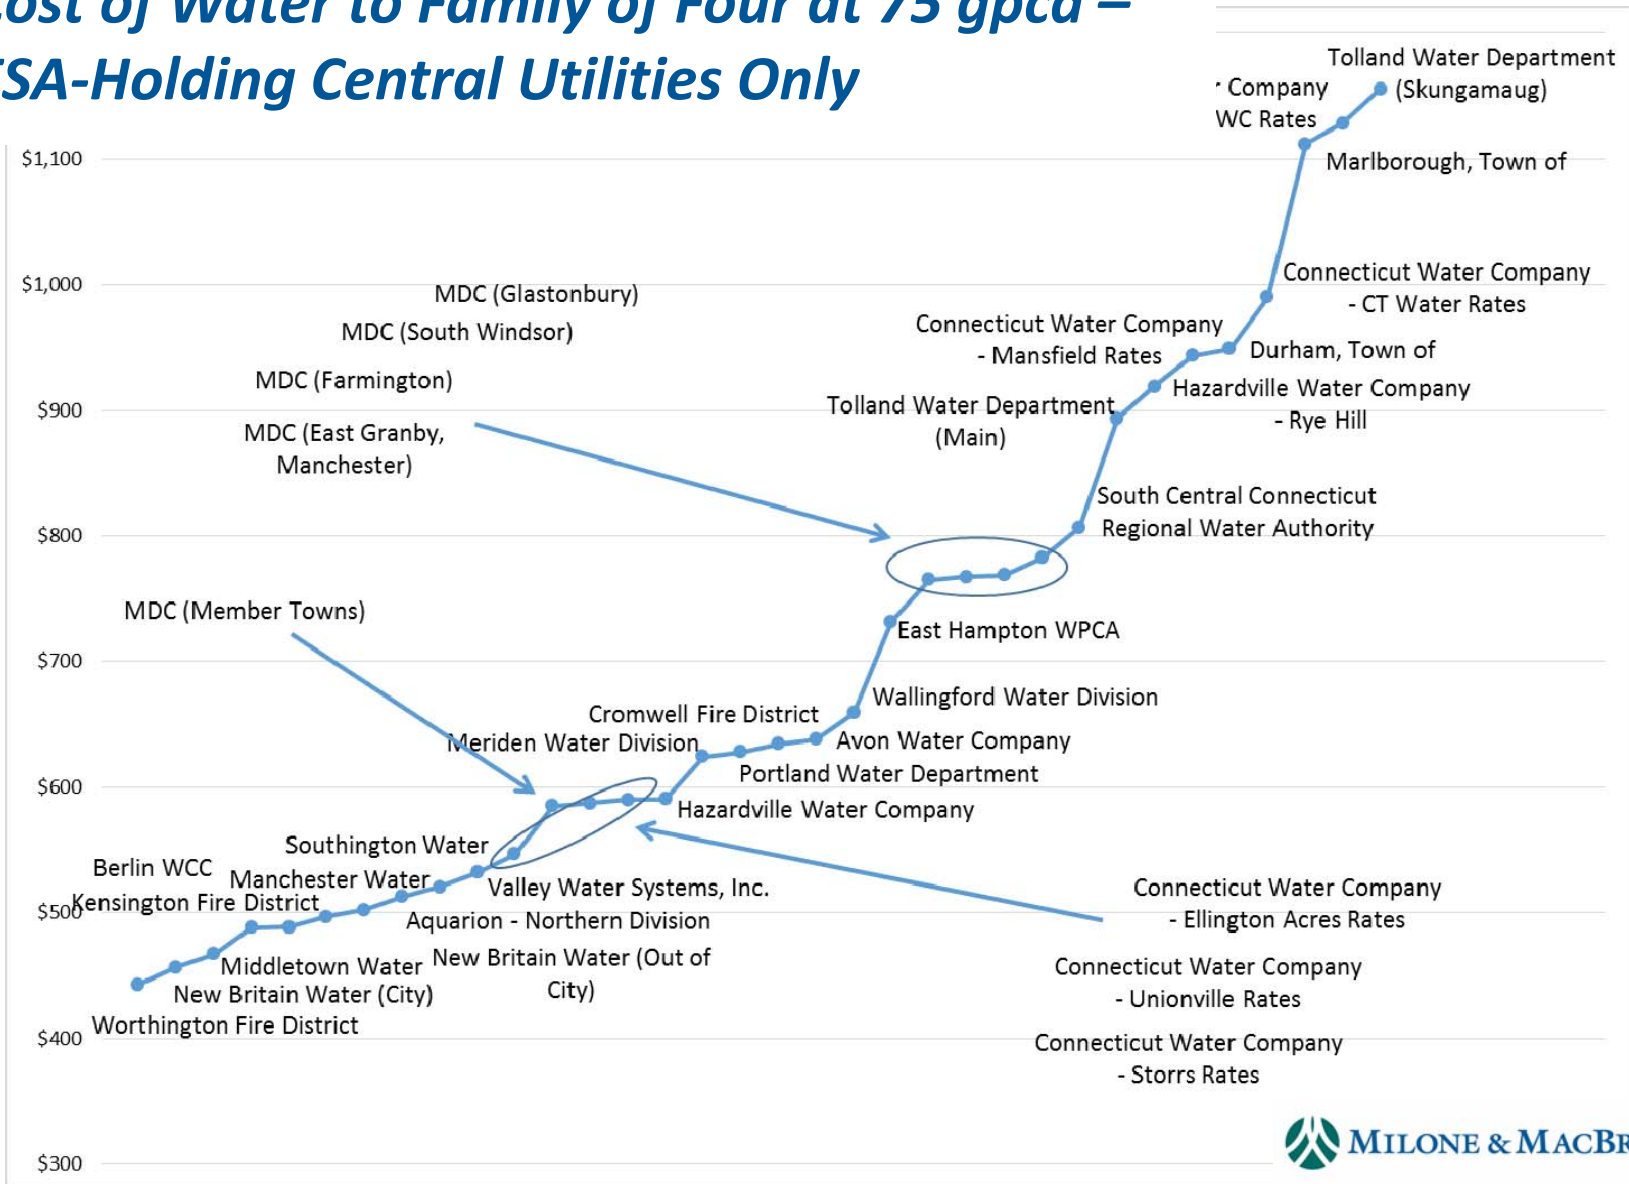 Cost of Water to Family of Four at 75 gpcd –
ESA-Holding Central Utilities Only
Tolland Water Department
(Skungamaug)
Company
WC Rates
Marlborough, Town of
$1,100
$1,000
$900
$800
$700
$600
$500
$400
$300
Connecticut Water Company
- CT Water Rates
MDC (Glastonbury)
MDC (South Windsor)
MDC (Farmington)
MDC (East Granby,
Manchester)
Connecticut Water Company
- Mansfield Rates
Durham, Town of
Hazardville Water Company
- Rye Hill
Tolland Water Department
(Main)
South Central Connecticut
Regional Water Authority
MDC (Member Towns)
East Hampton WPCA
Wallingford Water Division
Cromwell Fire District
Meriden Water Division
Avon Water Company
Portland Water Department
Hazardville Water Company
Southington Water
Berlin WCC
Manchester Water
Kensington Fire District
Valley Water Systems, Inc.
Aquarion - Northern Division
Middletown Water
New Britain Water (Out of
City)
New Britain Water (City)
Worthington Fire District
Connecticut Water Company
- Ellington Acres Rates
Connecticut Water Company
- Unionville Rates
Connecticut Water Company
- Storrs Rates
MILONE & MACBR